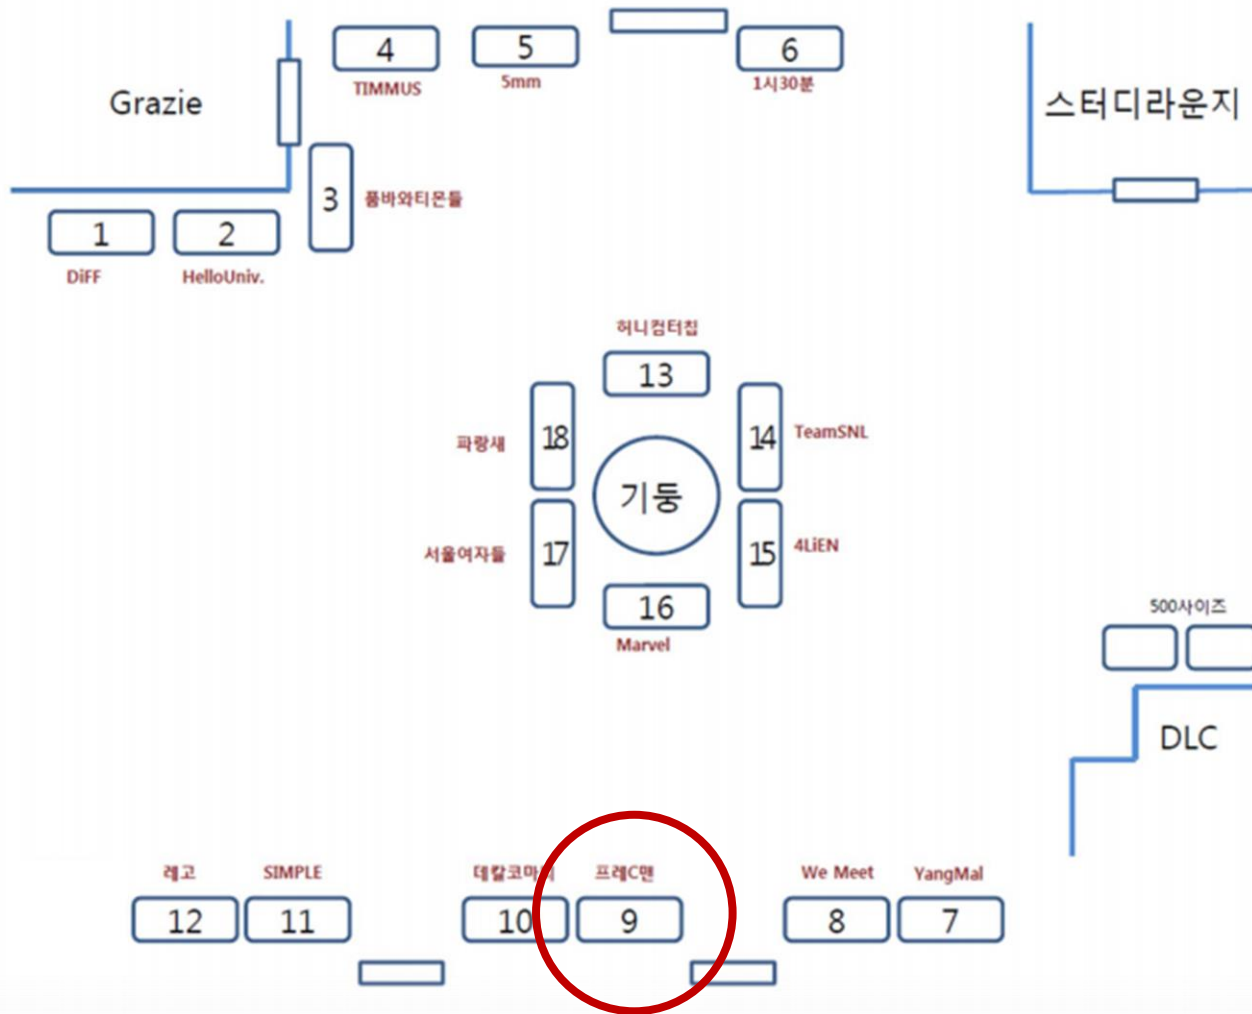 4
5
6
TIMMUS
5mm
1시30분
Grazie
스터디라운지
3
품바와티몬들
1
2
DiFF
HelloUniv.
허니컴터칩
13
18
14
파랑새
TeamSNL
기둥
17
15
서울여자들
4LiEN
16
Marvel
500사이즈
DLC
레고
SIMPLE
프레C맨
We Meet
YangMal
12
11
10
9
8
7